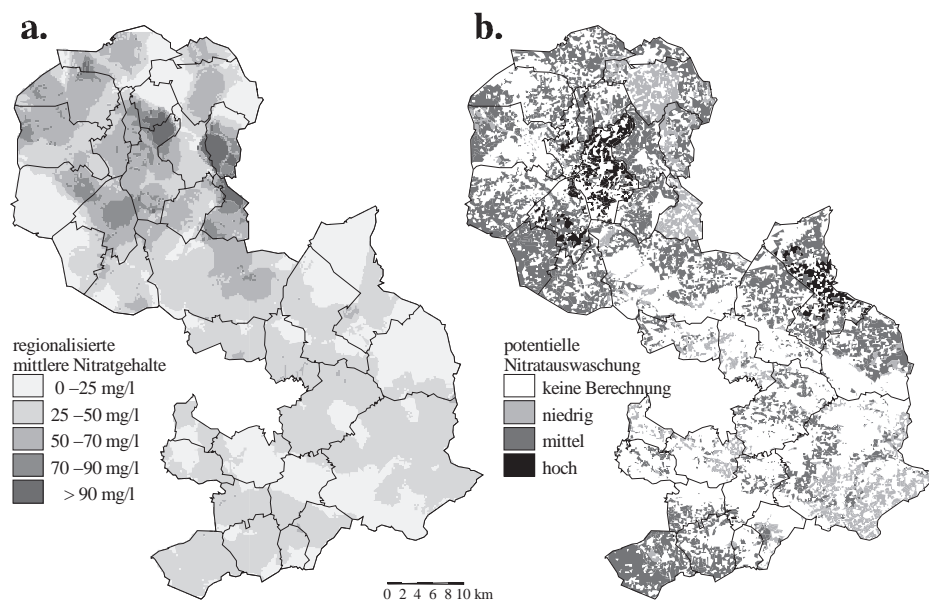 a.
regionalisierte
mittlere Nitratgehalte
0 –25 mg/l
25 –50 mg/l
50 –70 mg/l
70 –90 mg/l
> 90 mg/l
0 2 4 6 8 10 km
b.
potentielle
Nitratauswaschung
keine Berechnung
niedrig
mittel
hoch